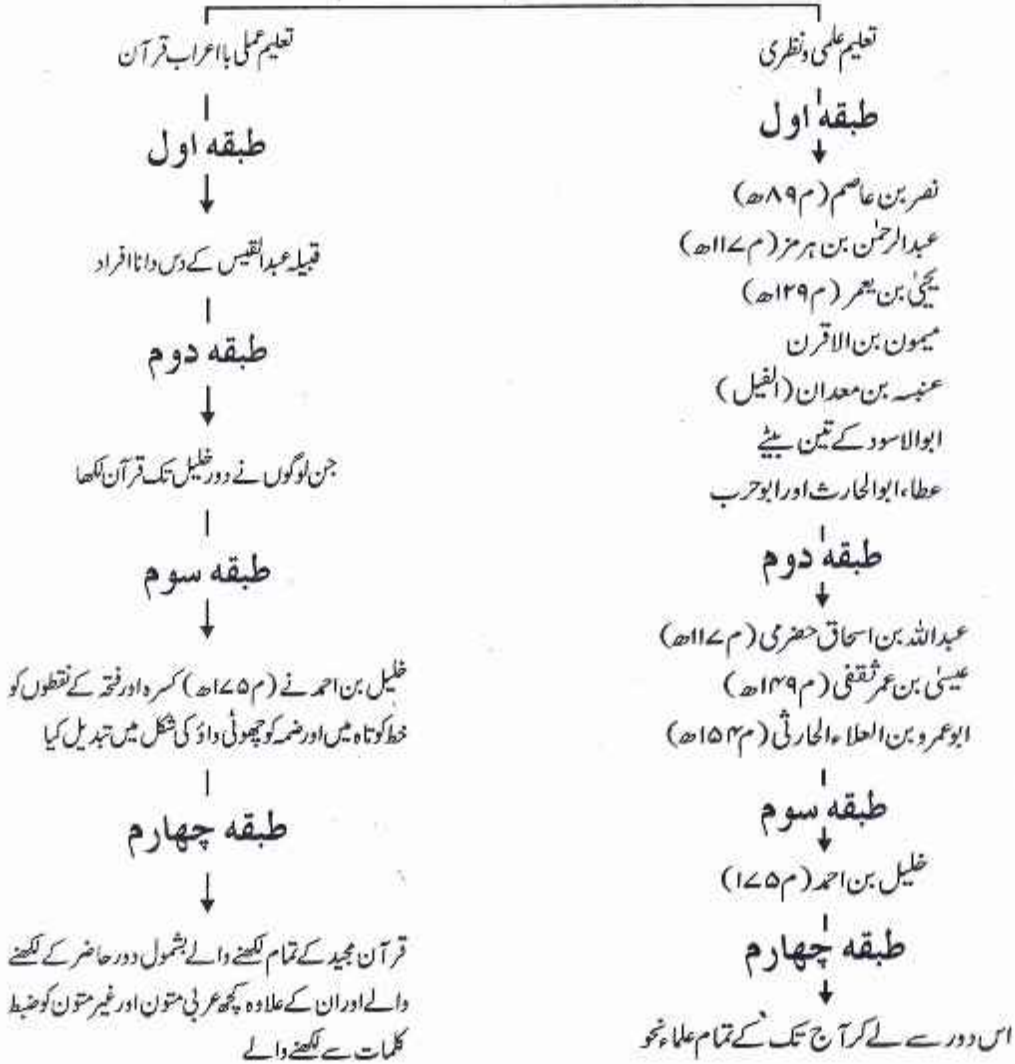 تعلیم علمی ونظری
طبقہ اول
نصر بن عاصم (م ۸۹ھ)
عبدالرحمٰن بن ہرمز (م ۱۱۷ھ)
یحییٰ بن یعمر (م ۱۲۹ھ)
میمون بن الاقرن
عنبسہ بن معدان (الفیل)
ابوالاسود کے تین بیٹے
عطاء، ابوالحارث اور ابوحرب
طبقہ دوم
عبداللہ بن اسحاق حضرمی (م ۱۱۷ھ)
عیسیٰ بن عمر ثقفی (م ۱۴۹ھ)
ابوعمرو بن العلاء الحارثی (م ۱۵۴ھ)
طبقہ سوم
خلیل بن احمد (م ۱۷۵)
طبقہ چہارم
اس دور سے لے کر آج تک کے تمام علماء نحو
تعلیم عملی بااعراب قرآن
طبقہ اول
قبیلہ عبدالقیس کے دس دانا افراد
طبقہ دوم
جن لوگوں نے دور خلیل تک قرآن لکھا
طبقہ سوم
خلیل بن احمد نے (م ۱۷۵ھ) کسرہ اور فتحہ کے نقطوں کو
خط کوتاہ میں اور ضمہ کو چھوٹی واؤ کی شکل میں تبدیل کیا
طبقہ چہارم
قرآن مجید کے تمام لکھنے والے بشمول دور حاضر کے لکھنے
والے اور ان کے علاوہ کچھ عربی متون اور غیر متون کو ضبط
کلمات سے لکھنے والے